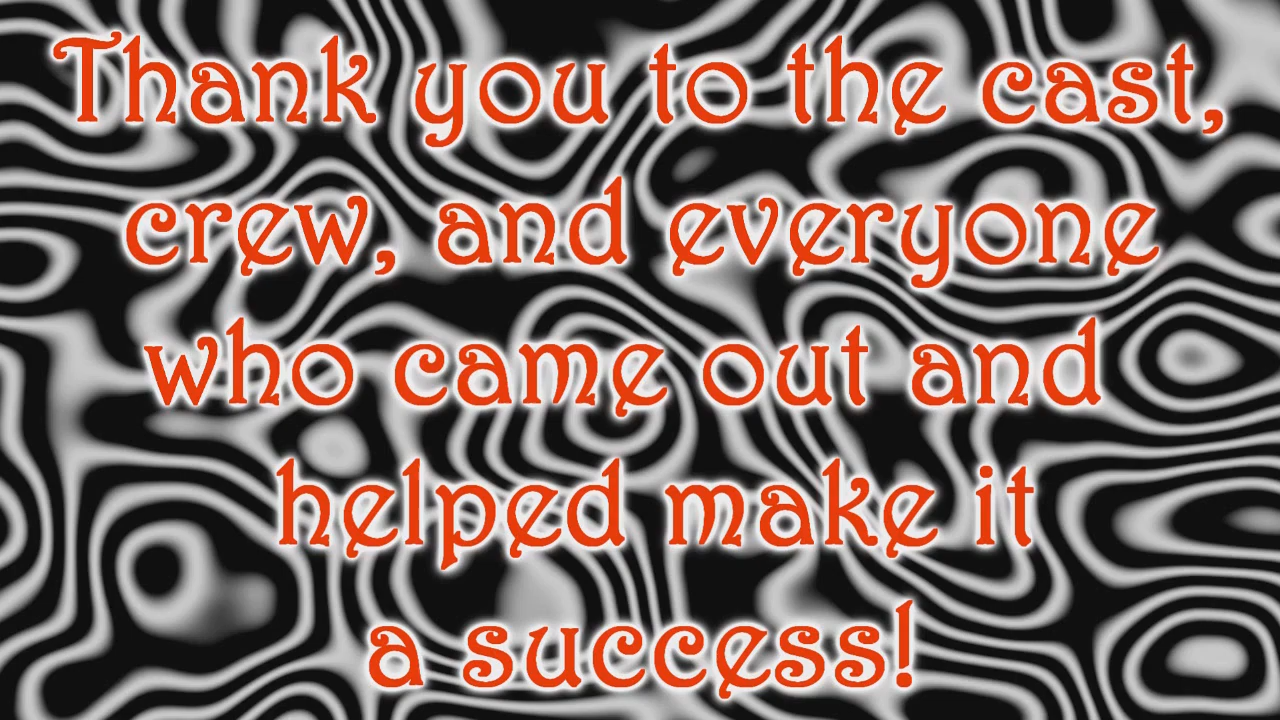 Thank you to the cast,
crew, and everyone
who came out and
helped make it
a success!